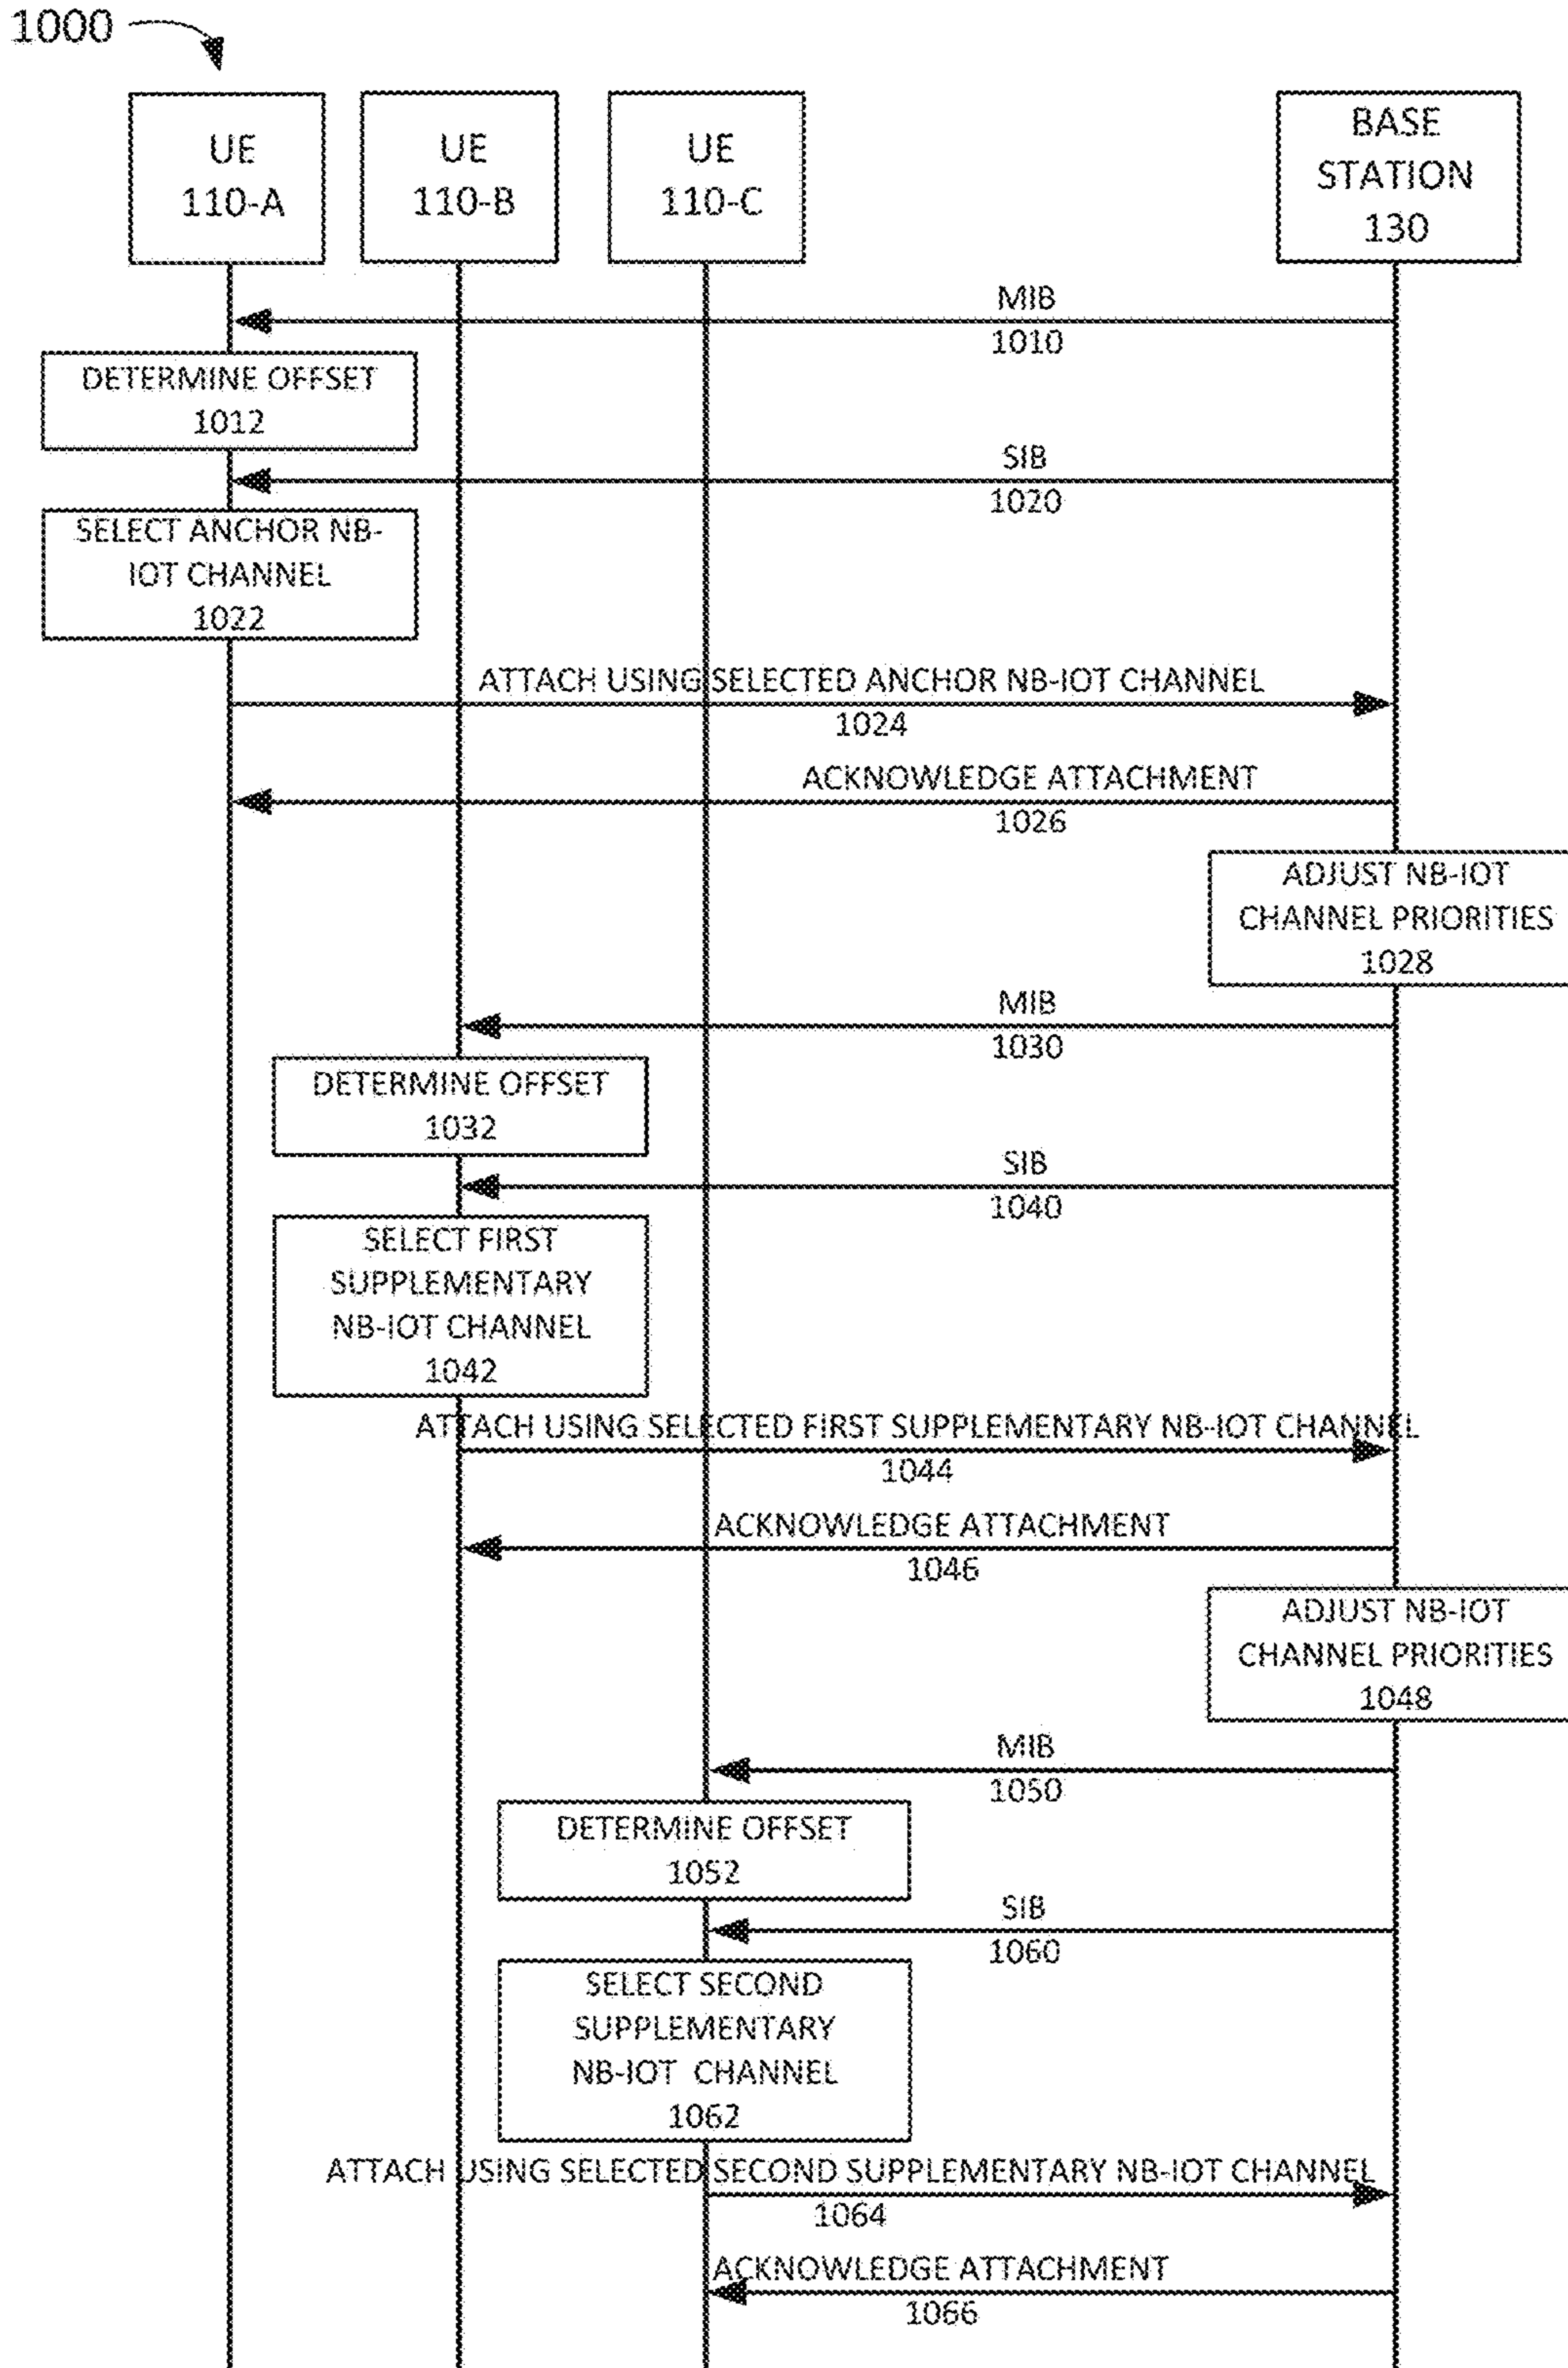 1000
UE
110-A
UE
110-B
UE
110-C
BASE
STATION
130
MIB
1010
DETERMINE OFFSET
1012
SIB
1020
SELECT ANCHOR NB-
IOT CHANNEL
1022
ATTACH USING SELECTED ANCHOR NB-IOT CHANNEL
1024
ACKNOWLEDGE ATTACHMENT
1026
ADJUST NB-IOT
CHANNEL PRIORITIES
1028
MIB
1030
DETERMINE OFFSET
1032
SIB
1040
SELECT FIRST
SUPPLEMENTARY
NB-IOT CHANNEL
1042
ATTACH USING SELECTED FIRST SUPPLEMENTARY NB-IOT CHANNEL
1044
ACKNOWLEDGE ATTACHMENT
1046
ADJUST NB-IOT
CHANNEL PRIORITIES
1048
MIB
1050
DETERMINE OFFSET
1052
SIB
1060
SELECT SECOND
SUPPLEMENTARY
NB-IOT CHANNEL
1062
ATTACH USING SELECTED SECOND SUPPLEMENTARY NB-IOT CHANNEL
1064
ACKNOWLEDGE ATTACHMENT
1066